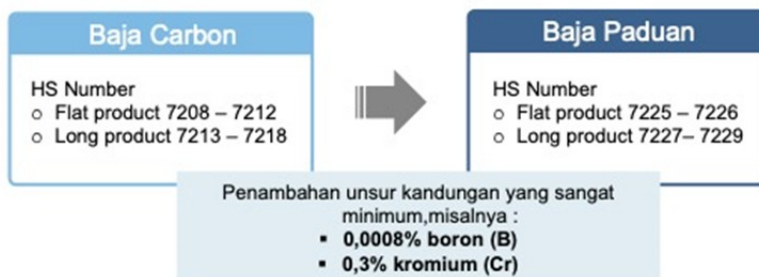 Baja Carbon
HS Number
o Flat product 7208 – 7212
o Long product 7213 – 7218
Baja Paduan
HS Number
o Flat product 7225 – 7226
o Long product 7227– 7229
Penambahan unsur kandungan yang sangat
minimum,misalnya :
▪ 0,0008% boron (B)
▪ 0,3% kromium (Cr)